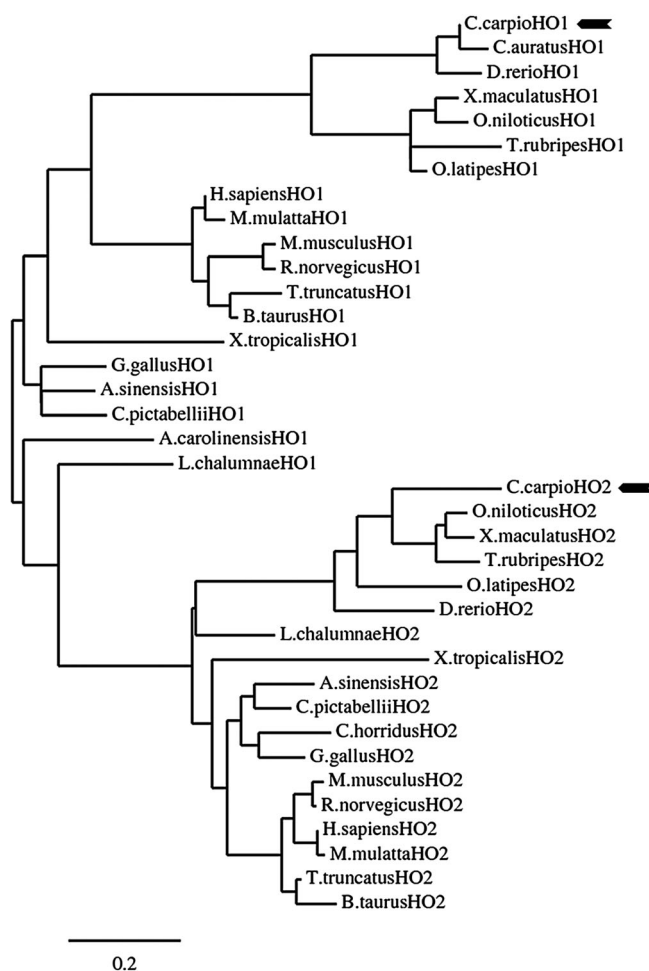 C.carpioHO1
C.auratusHO1
D.rerioHO1
X.maculatusHO1
O.niloticusHO1
T.rubripesHO1
O.latipesHO1
H.sapiensHO1
M.mulattaHO1
M.musculusHO1
R.norvegicusHO1
T.truncatusHO1
B.taurusHO1
X.tropicalisHO1
G.gallusHO1
A.sinensisHO1
C.pictabelliiHO1
A.carolinensisHO1
L.chalumnaeHO1
C.carpioHO2
O.niloticusHO2
X.maculatusHO2
T.rubripesHO2
O.latipesHO2
D.rerioHO2
L.chalumnaeHO2
X.tropicalisHO2
A.sinensisHO2
C.pictabelliiHO2
C.horridusHO2
G.gallusHO2
M.musculusHO2
R.norvegicusHO2
H.sapiensHO2
M.mulattaHO2
T.truncatusHO2
B.taurusHO2
0.2